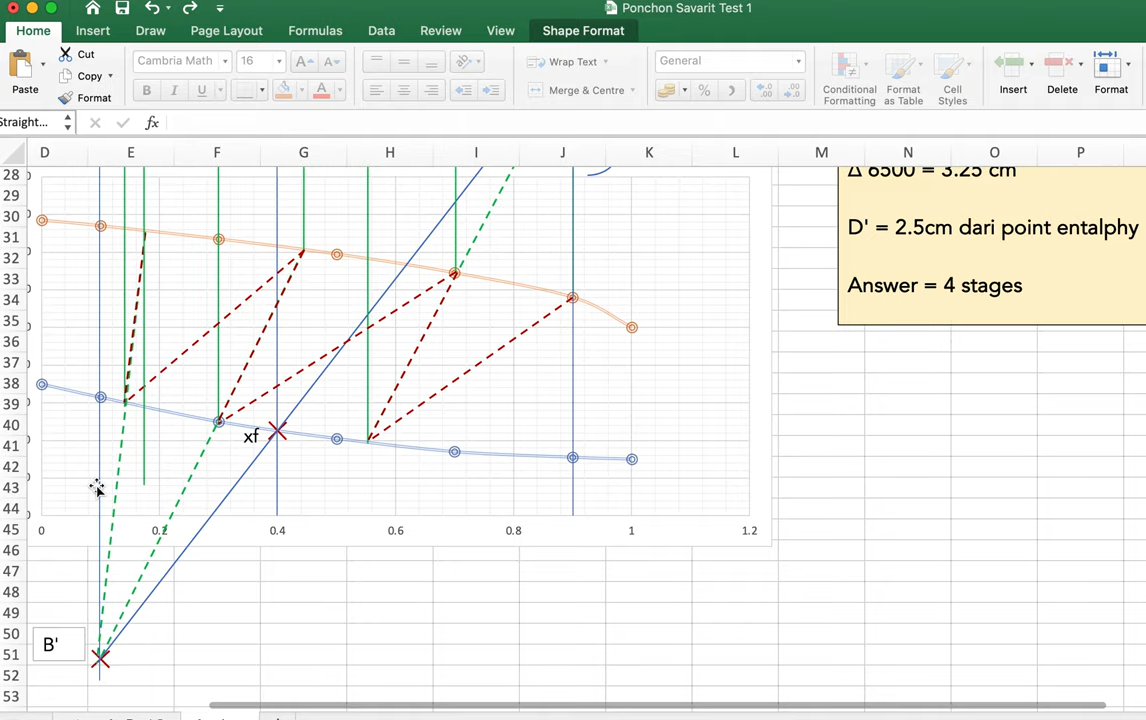 Ponchon Savarit Test 1
Home Insert Draw Page Layout Formulas Data Review View Shape Format
Cut
Copy
Format
Paste
Cambria Math 16
B I U
A A
A
Wrap Text
Merge & Centre
General
%
Conditional Formatting
Format as Table
Cell Styles
Insert
Delete
Format
Straight...
fx
D E F G H I J K L M N O P
28
29
30
31
32
33
34
35
36
37
38
39
40
41
42
43
44
45
46
47
48
49
50
51
52
53
Δ 6500 = 3.25 cm
D' = 2.5cm dari point entalphy
Answer = 4 stages
xf
0 0.2 0.4 0.6 0.8 1 1.2
B'